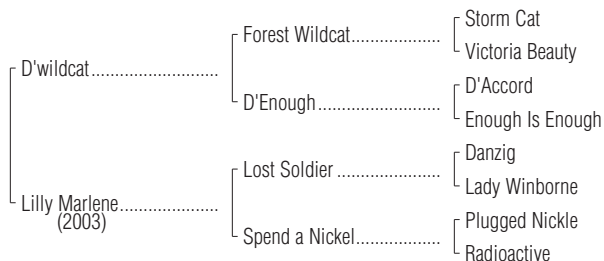 Storm Cat
Forest Wildcat....................
Victoria Beauty
D'wildcat.............................
D'Accord
D'Enough...........................
Enough Is Enough
Danzig
Lost Soldier .......................
Lady Winborne
Lilly Marlene......................
(2003)
Plugged Nickle
Spend a Nickel...................
Radioactive